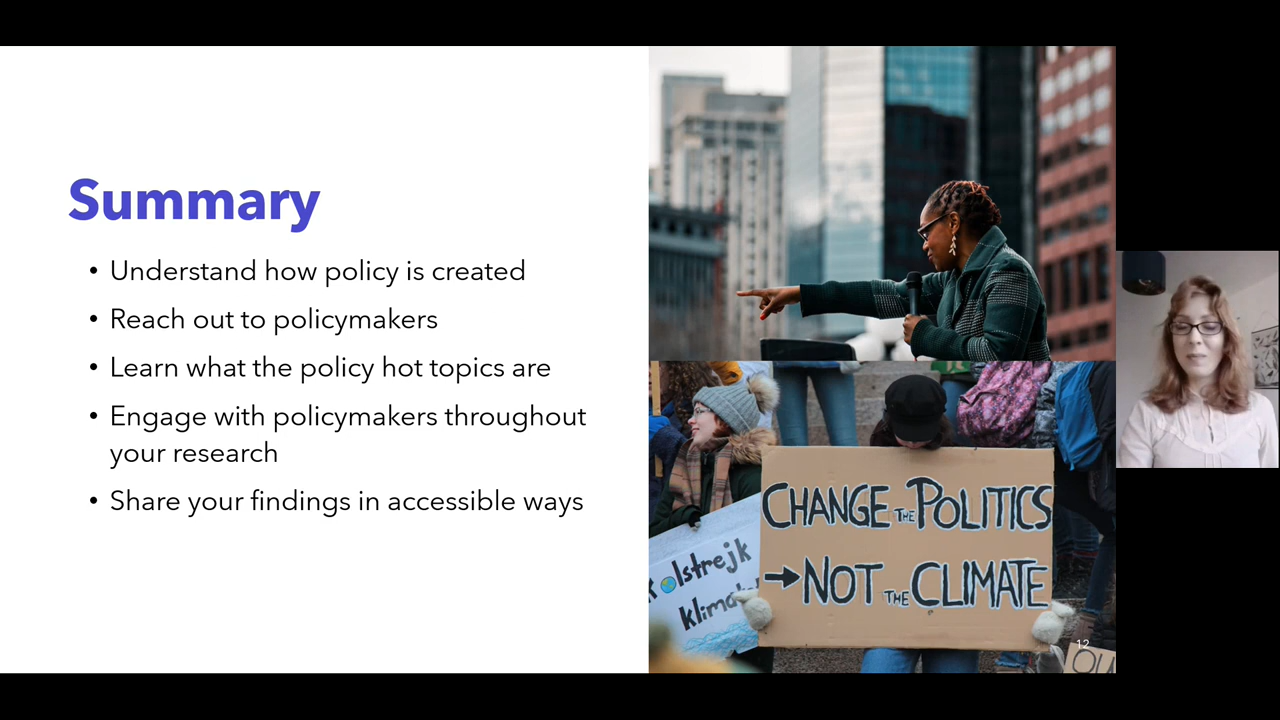 Summary
• Understand how policy is created
• Reach out to policymakers
• Learn what the policy hot topics are
• Engage with policymakers throughout
your research
• Share your findings in accessible ways
CHANGE THE POLITICS
→ NOT THE CLIMATE
olstrejk
12